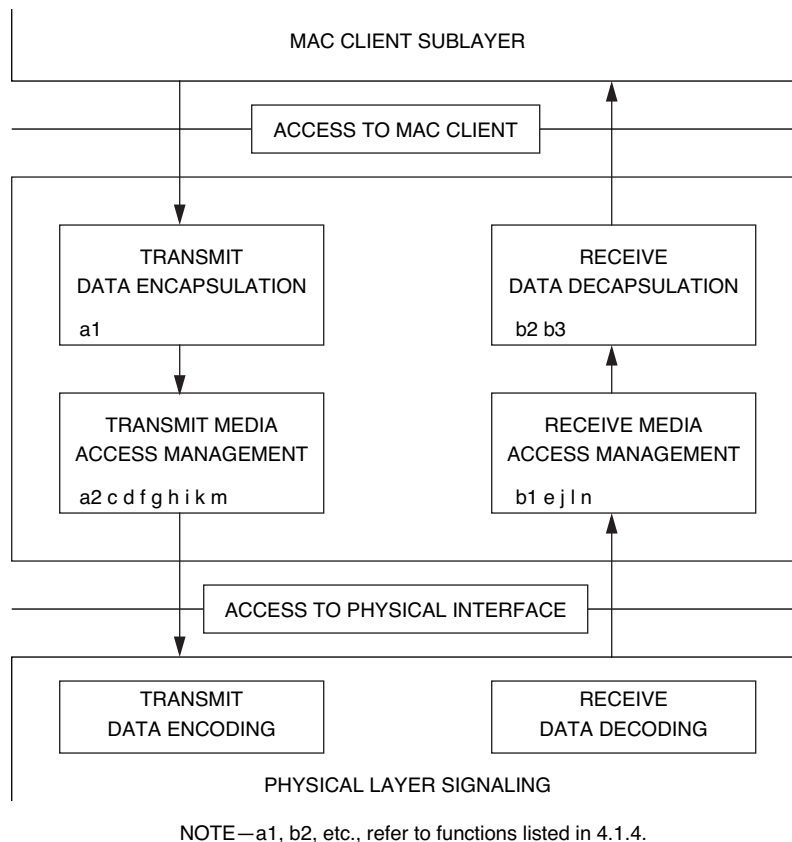 MAC CLIENT SUBLAYER
ACCESS TO MAC CLIENT
TRANSMIT
DATA ENCAPSULATION
a1
RECEIVE
DATA DECAPSULATION
b2 b3
TRANSMIT MEDIA
ACCESS MANAGEMENT
a2 c d f g h i k m
RECEIVE MEDIA
ACCESS MANAGEMENT
b1 e j l n
ACCESS TO PHYSICAL INTERFACE
TRANSMIT
DATA ENCODING
RECEIVE
DATA DECODING
PHYSICAL LAYER SIGNALING
NOTE—a1, b2, etc., refer to functions listed in 4.1.4.